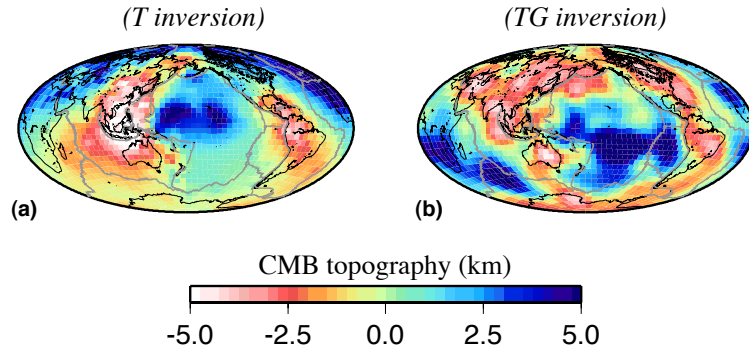 (T inversion) (TG inversion)
(a) (b)
CMB topography (km)
-5.0 -2.5 0.0 2.5 5.0